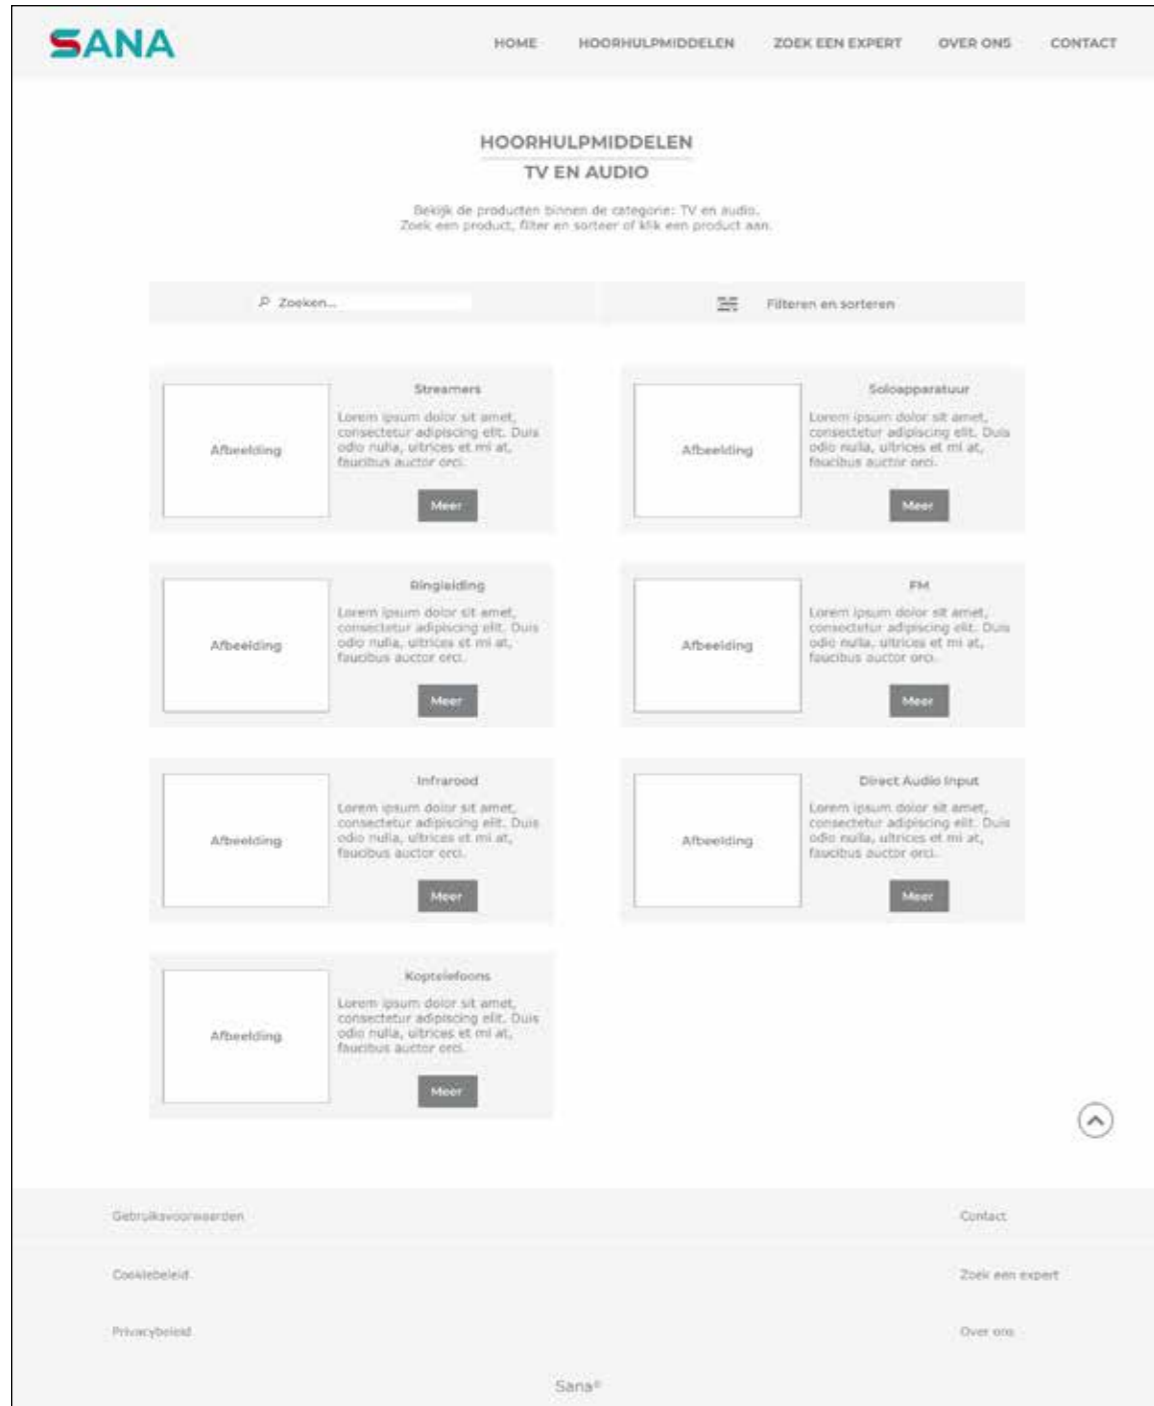 SANA
HOME HOORHULPMIDDELEN ZOEK EEN EXPERT OVER ONS CONTACT
HOORHULPMIDDELEN
TV EN AUDIO
Bekijk de producten binnen de categorie: TV en audio.
Zoek een product, filter en sorteer of klik een product aan.
Zoeken...
Filteren en sorteren
Afbeelding
Streamers
Lorem ipsum dolor sit amet,
consectetur adipiscing elit. Duis
odio nulla, ultrices et mi at,
faucibus auctor orci.
Meer
Afbeelding
Soloapparatuur
Lorem ipsum dolor sit amet,
consectetur adipiscing elit. Duis
odio nulla, ultrices et mi at,
faucibus auctor orci.
Meer
Afbeelding
Ringleiding
Lorem ipsum dolor sit amet,
consectetur adipiscing elit. Duis
odio nulla, ultrices et mi at,
faucibus auctor orci.
Meer
Afbeelding
FM
Lorem ipsum dolor sit amet,
consectetur adipiscing elit. Duis
odio nulla, ultrices et mi at,
faucibus auctor orci.
Meer
Afbeelding
Infrarood
Lorem ipsum dolor sit amet,
consectetur adipiscing elit. Duis
odio nulla, ultrices et mi at,
faucibus auctor orci.
Meer
Afbeelding
Direct Audio Input
Lorem ipsum dolor sit amet,
consectetur adipiscing elit. Duis
odio nulla, ultrices et mi at,
faucibus auctor orci.
Meer
Afbeelding
Koptelefoons
Lorem ipsum dolor sit amet,
consectetur adipiscing elit. Duis
odio nulla, ultrices et mi at,
faucibus auctor orci.
Meer
Gebruiksvoorwaarden
Contact
Cookiebeleid
Zoek een expert
Privacybeleid
Over ons
Sana®